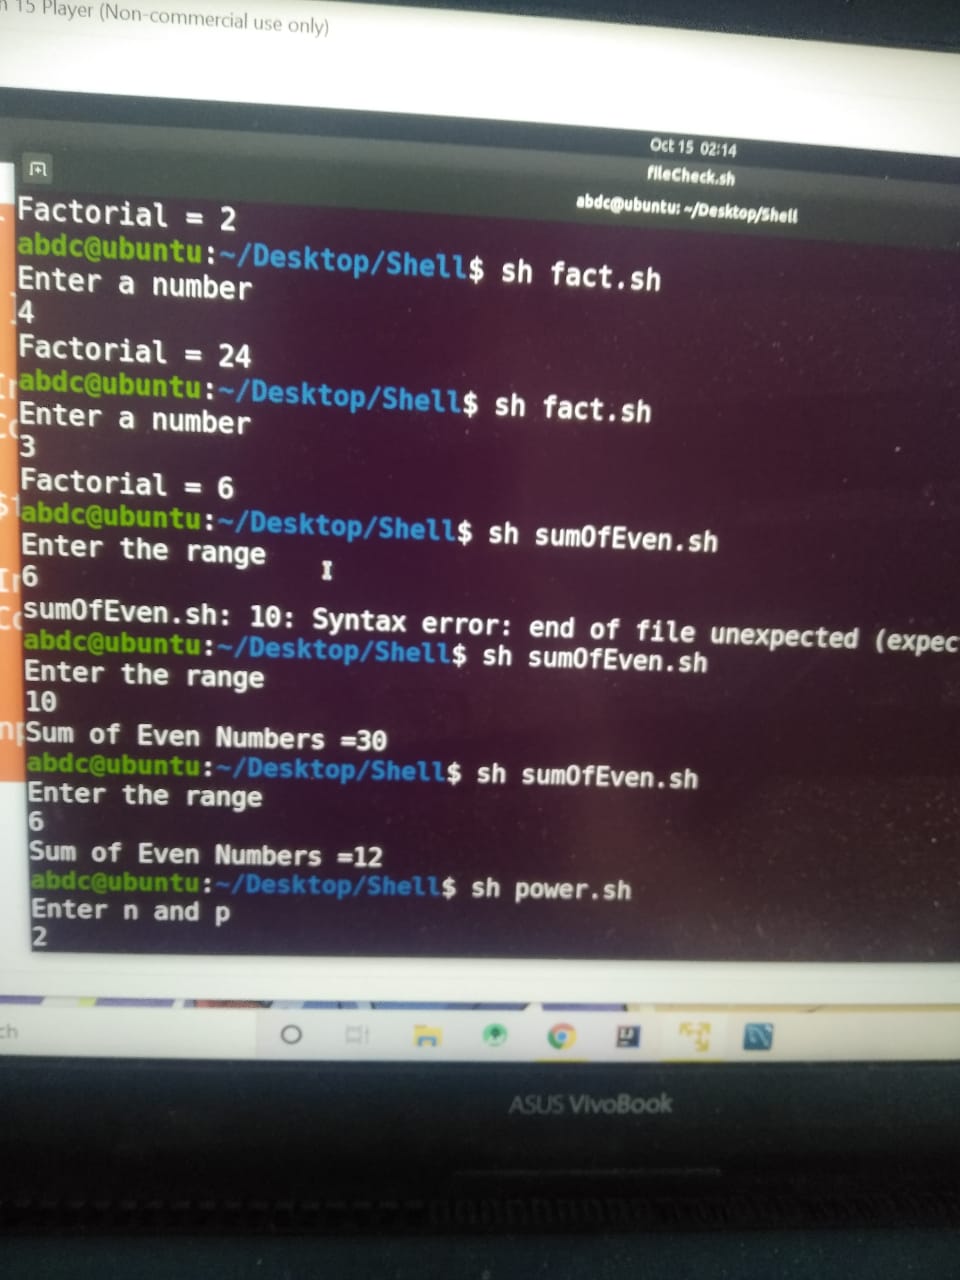 15 Player (Non-commercial use only)
Oct 15 02:14
fileCheck.sh
abdc@ubuntu: ~/Desktop/Shell
Factorial = 2
abdc@ubuntu:~/Desktop/Shell$ sh fact.sh
Enter a number
4
Factorial = 24
abdc@ubuntu:~/Desktop/Shell$ sh fact.sh
Enter a number
3
Factorial = 6
abdc@ubuntu:~/Desktop/Shell$ sh sumOfEven.sh
Enter the range
6
sumOfEven.sh: 10: Syntax error: end of file unexpected (expec
abdc@ubuntu:~/Desktop/Shell$ sh sumOfEven.sh
Enter the range
10
Sum of Even Numbers =30
abdc@ubuntu:~/Desktop/Shell$ sh sumOfEven.sh
Enter the range
6
Sum of Even Numbers =12
abdc@ubuntu:~/Desktop/Shell$ sh power.sh
Enter n and p
2
ch
ASUS VivoBook